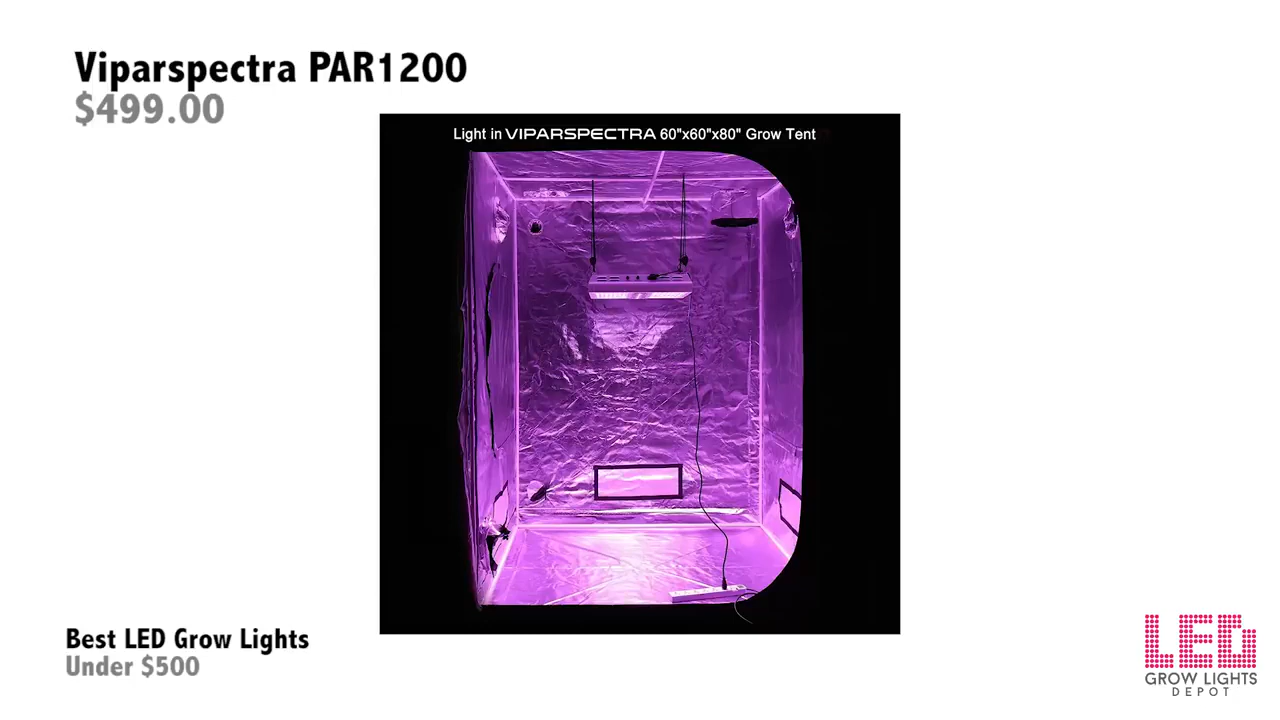 Viparspectra PAR1200
$499.00
Light in VIPARSPECTRA 60"x60"x80" Grow Tent
Best LED Grow Lights
Under $500
LED
GROW LIGHTS
DEPOT